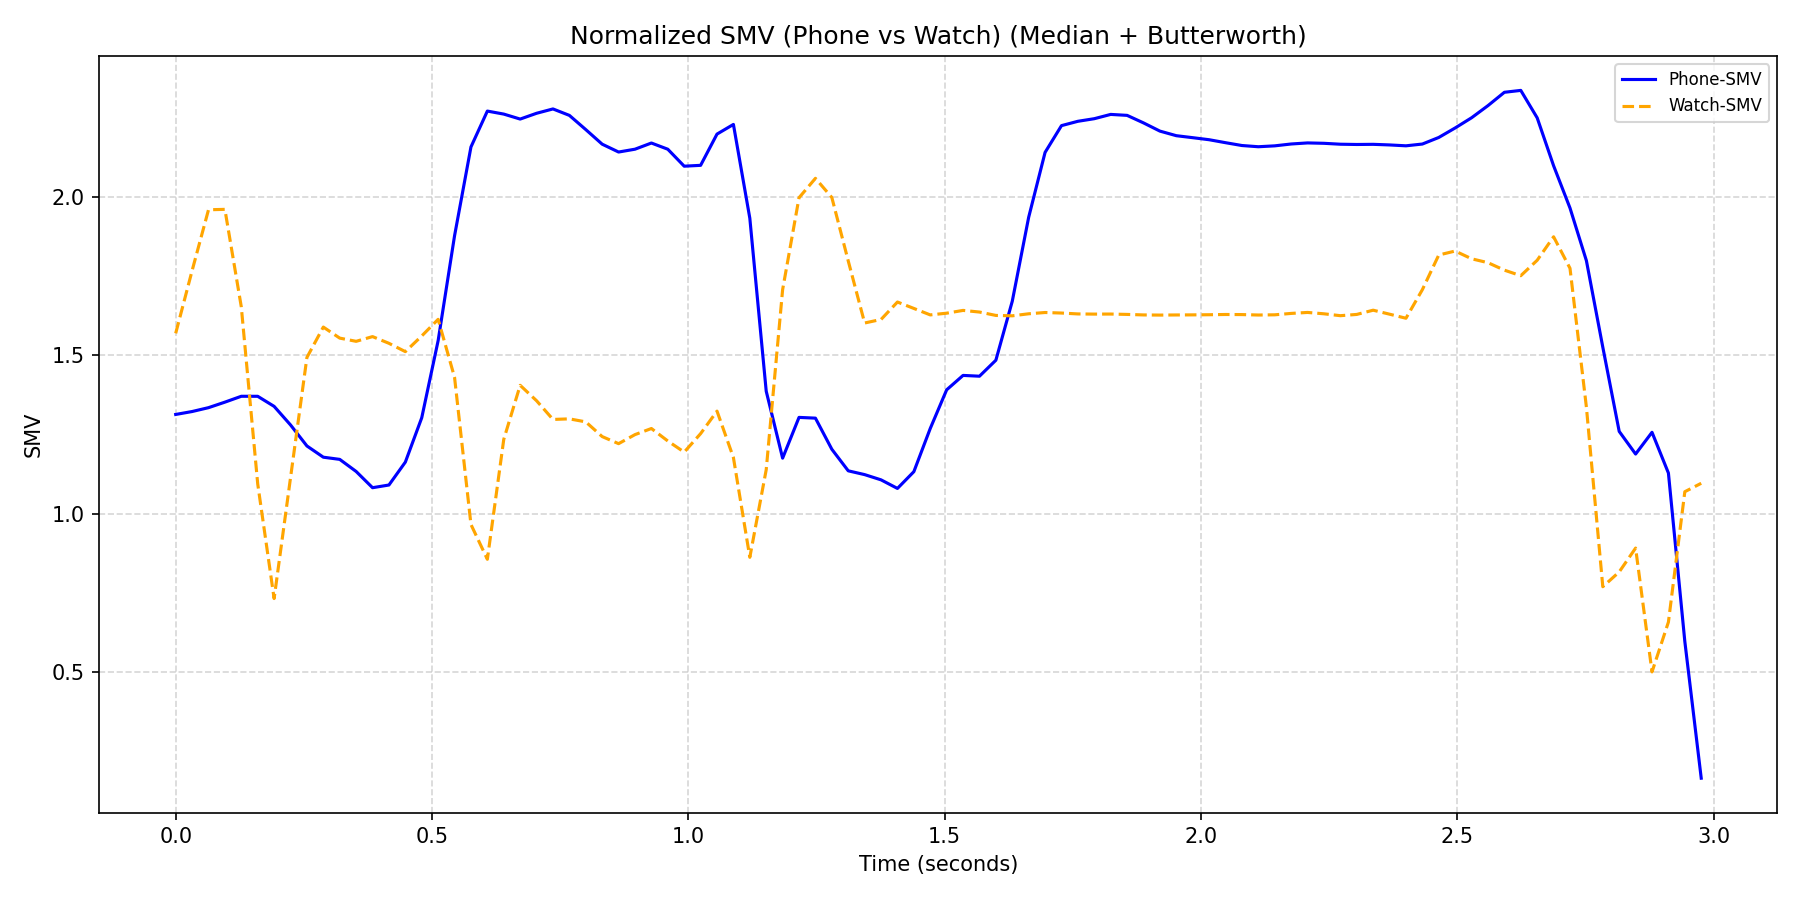 Normalized SMV (Phone vs Watch) (Median + Butterworth)
Phone-SMV
Watch-SMV
SMV
2.0
1.5
1.0
0.5
0.0 0.5 1.0 1.5 2.0 2.5 3.0
Time (seconds)